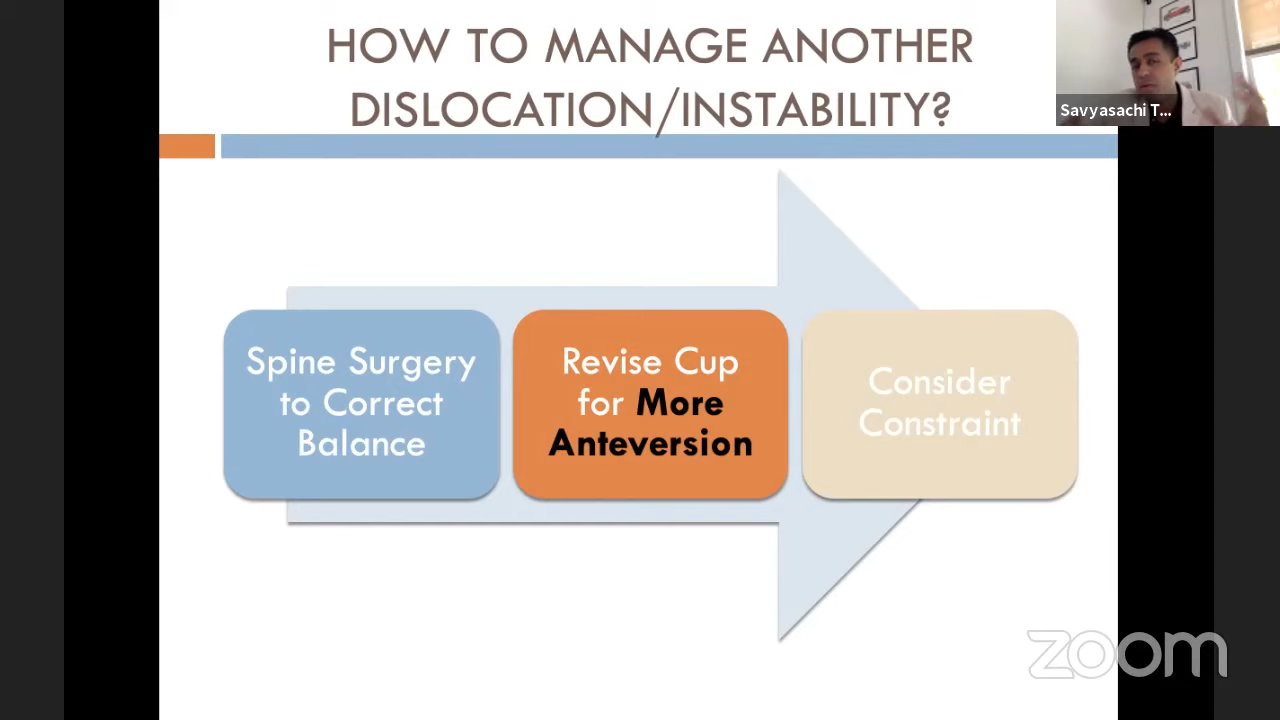 HOW TO MANAGE ANOTHER
DISLOCATION/INSTABILITY?
Savyasachi T...
Spine Surgery
to Correct
Balance
Revise Cup
for More
Anteversion
Consider
Constraint
zoom